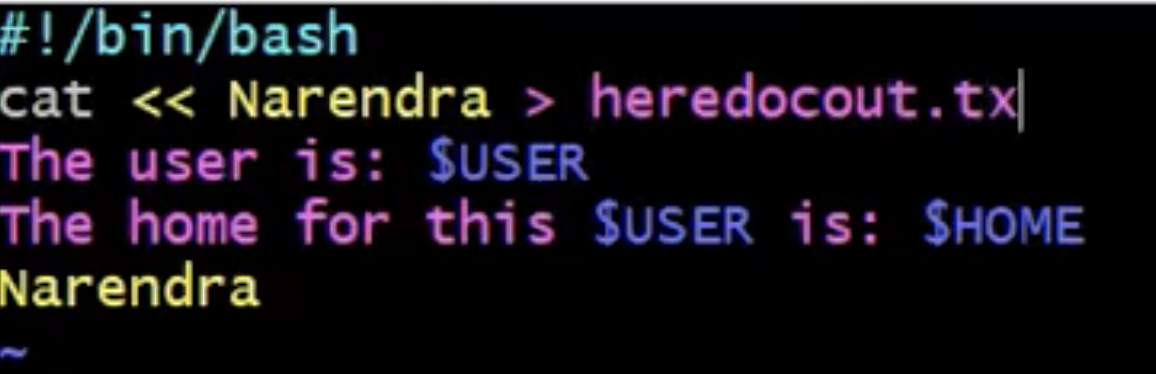 #!/bin/bash
cat << Narendra > heredocout.tx
The user is: $USER
The home for this $USER is: $HOME
Narendra
~